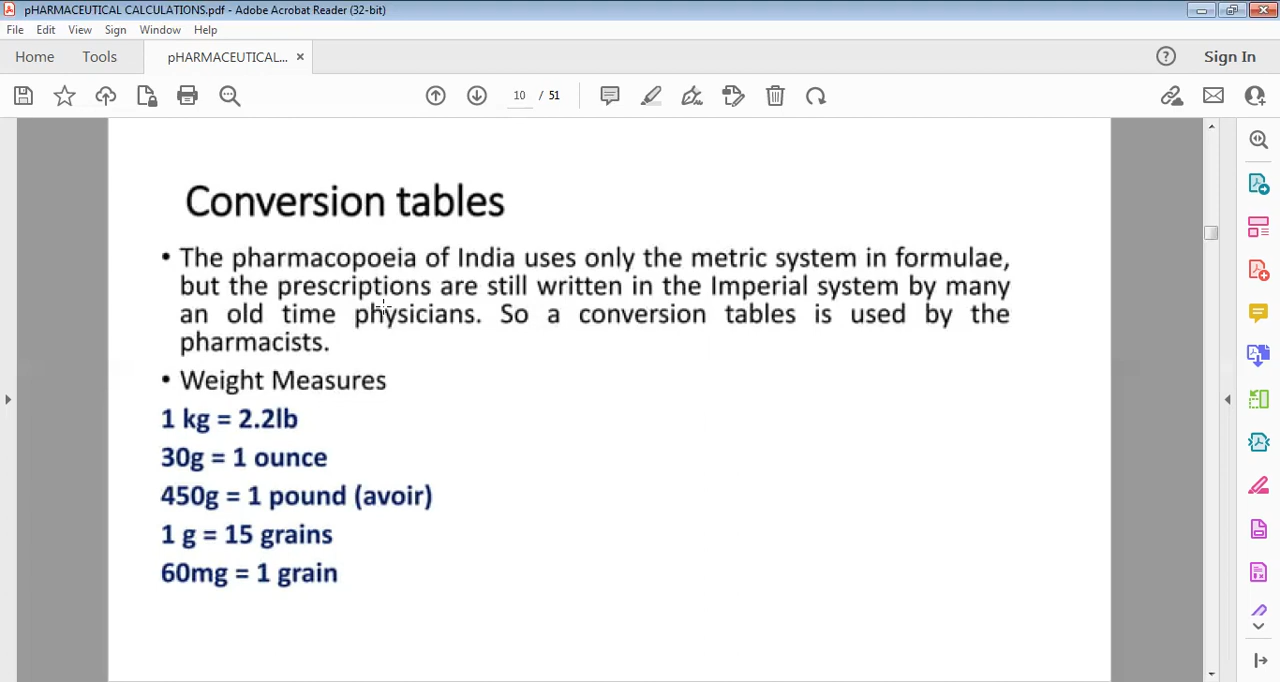 pHARMACEUTICAL CALCULATIONS.pdf - Adobe Acrobat Reader (32-bit)
File Edit View Sign Window Help
Home Tools pHARMACEUTICAL... × Sign In
10 / 51
Conversion tables
• The pharmacopoeia of India uses only the metric system in formulae,
but the prescriptions are still written in the Imperial system by many
an old time physicians. So a conversion tables is used by the
pharmacists.
• Weight Measures
1 kg = 2.2lb
30g = 1 ounce
450g = 1 pound (avoir)
1 g = 15 grains
60mg = 1 grain